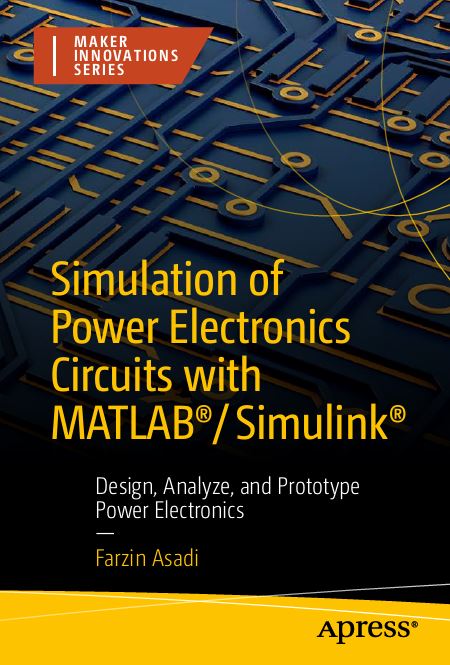 MAKER
INNOVATIONS
SERIES
Simulation of
Power Electronics
Circuits with
MATLAB®/ Simulink®
Design, Analyze, and Prototype
Power Electronics
—
Farzin Asadi
Apress®